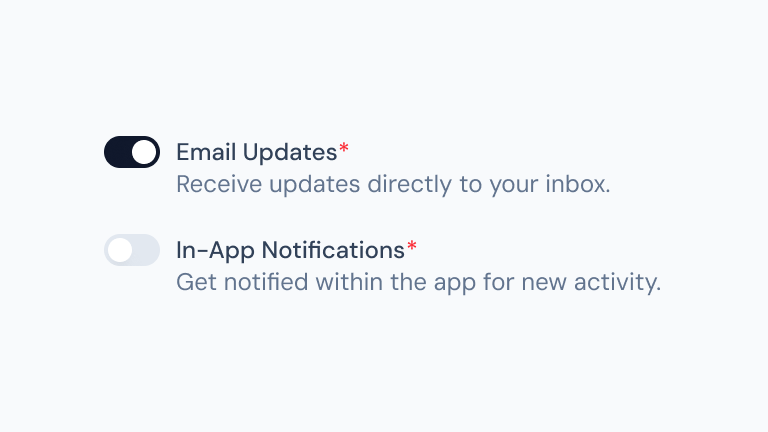 Email Updates*
Receive updates directly to your inbox.
In-App Notifications*
Get notified within the app for new activity.